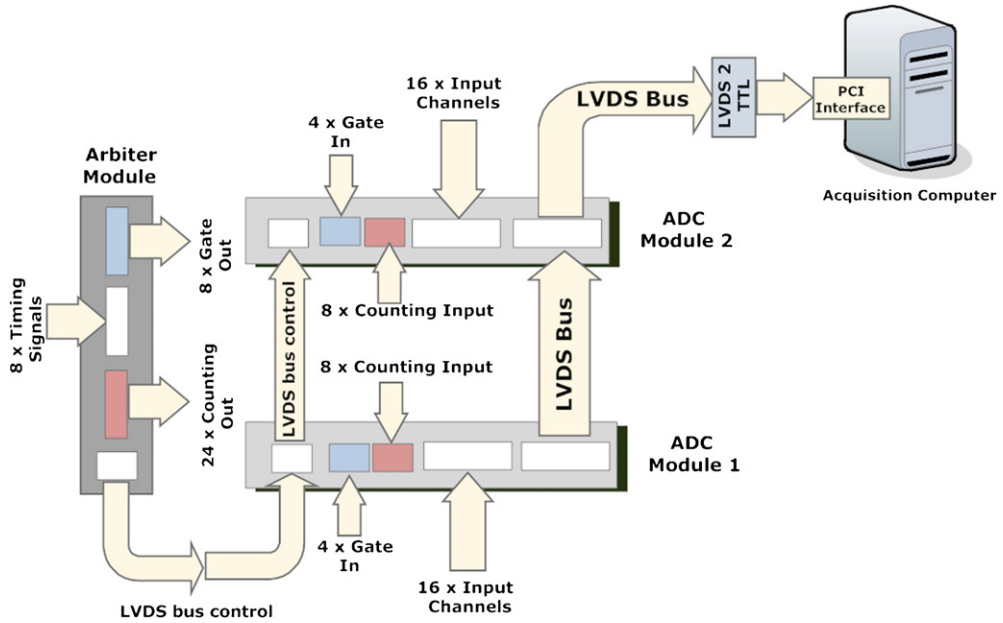 Arbiter
Module
8 x Timing
Signals
8 x Gate
Out
24 x Counting
Out
LVDS bus control
4 x Gate
In
16 x Input
Channels
8 x Counting Input
ADC
Module 2
LVDS bus control
8 x Counting Input
LVDS Bus
4 x Gate
In
16 x Input
Channels
ADC
Module 1
LVDS Bus
LVDS 2
TTL
PCI
Interface
Acquisition Computer